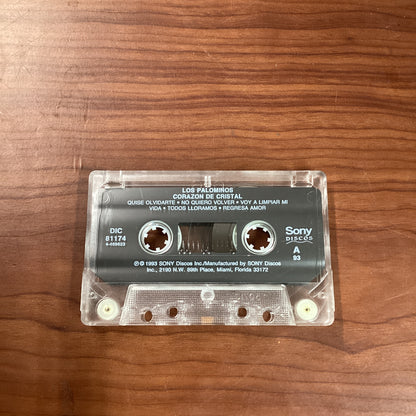 LOS PALOMINOS
CORAZON DE CRISTAL
QUISE OLVIDARTE • NO QUIERO VOLVER • VOY A LIMPIAR MI
VIDA • TODOS LLORAMOS • REGRESA AMOR
DIC
81174
Sony
DISCOS
A
93
℗ © 1993 SONY Discos Inc./Manufactured by SONY Discos
Inc., 2190 N.W. 89th Place, Miami, Florida 33172